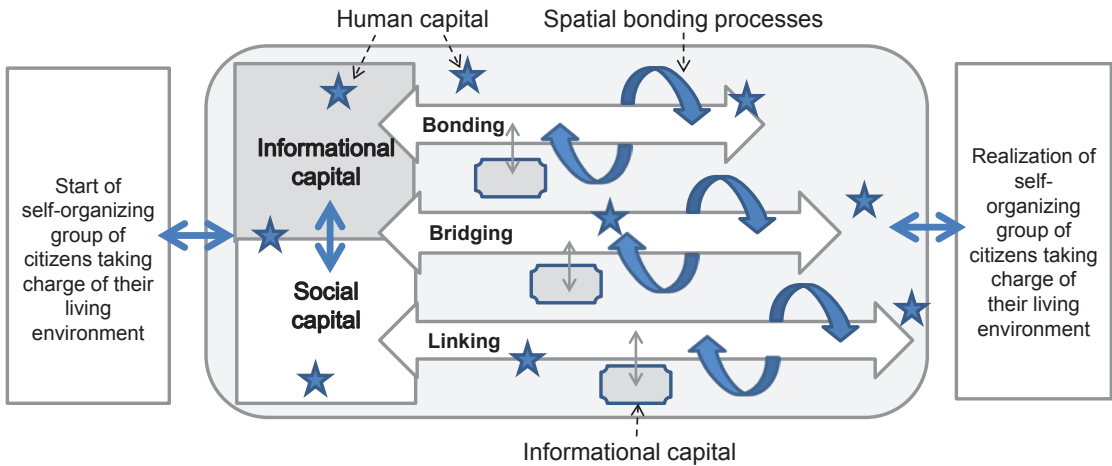 Human capital
Spatial bonding processes
Start of
self-organizing
group of
citizens taking
charge of their
living
environment
Informational
capital
Social
capital
Bonding
Bridging
Linking
Realization of
self-
organizing
group of
citizens taking
charge of
their living
environment
Informational capital